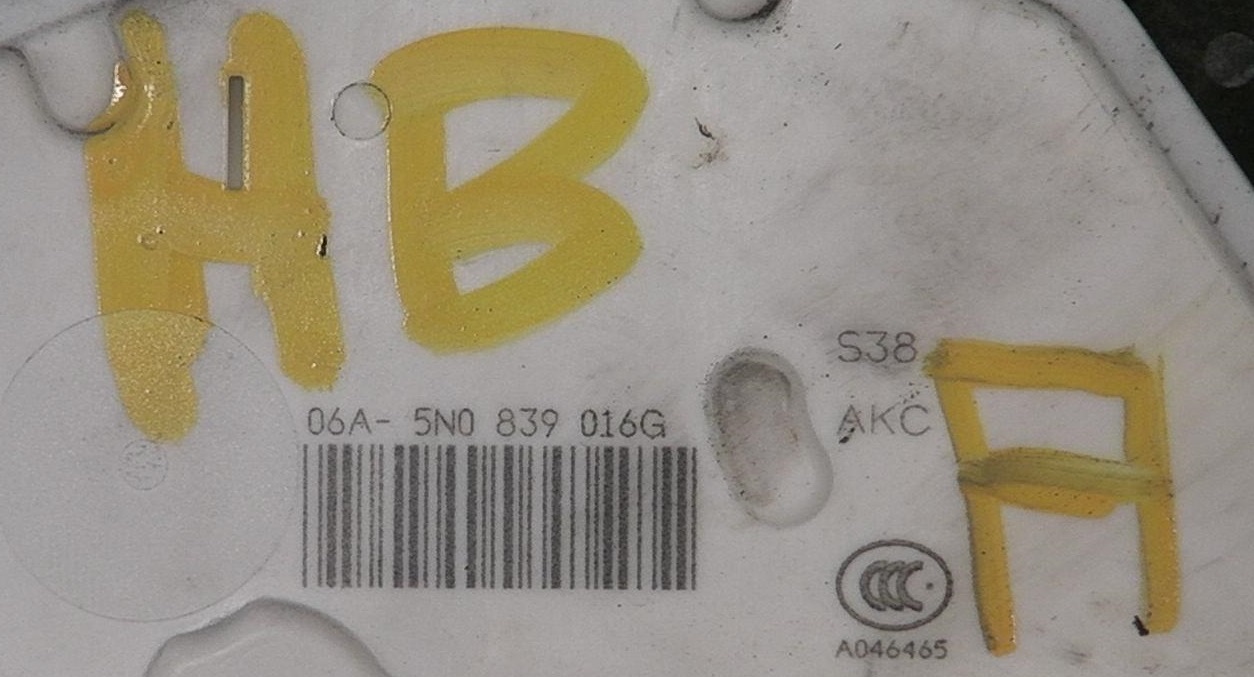 HB
S38
A
AKC
06A- 5N0 839 016G
CCC
A046465